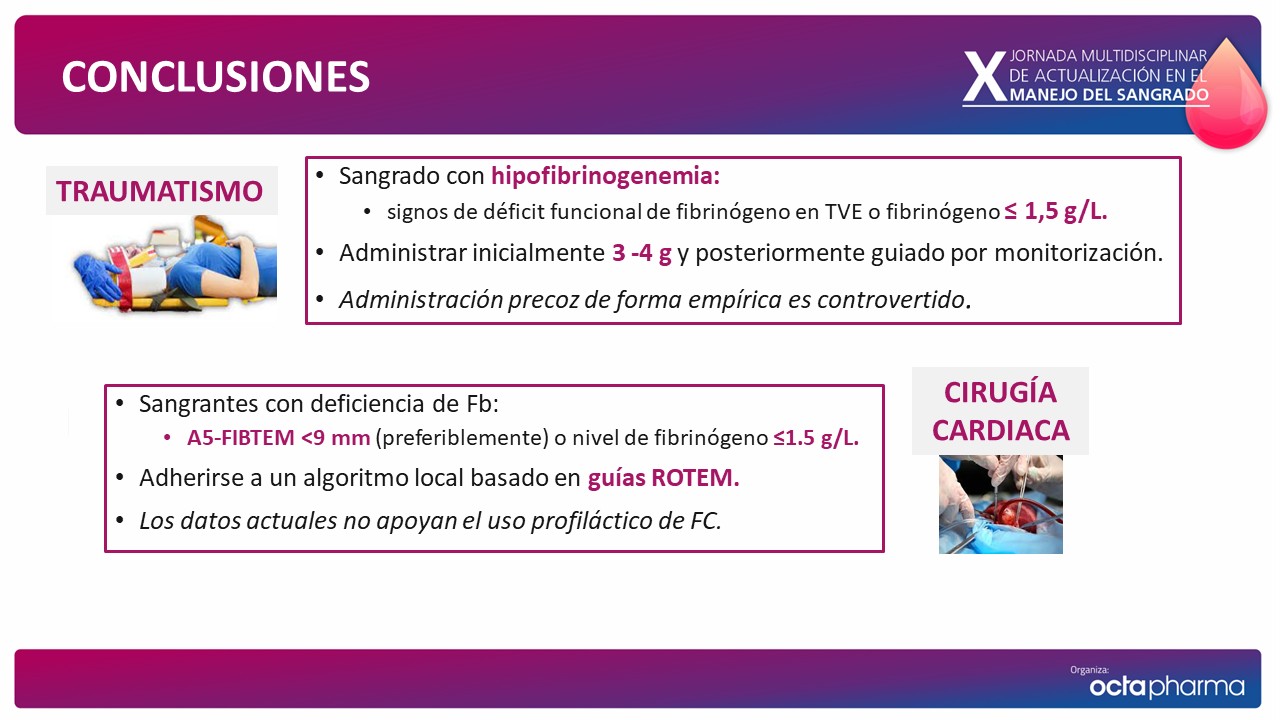 CONCLUSIONES
X JORNADA MULTIDISCIPLINAR
DE ACTUALIZACIÓN EN EL
MANEJO DEL SANGRADO
TRAUMATISMO
• Sangrado con hipofibrinogenemia:
• signos de déficit funcional de fibrinógeno en TVE o fibrinógeno ≤ 1,5 g/L.
• Administrar inicialmente 3 -4 g y posteriormente guiado por monitorización.
• Administración precoz de forma empírica es controvertido.
• Sangrantes con deficiencia de Fb:
• A5-FIBTEM <9 mm (preferiblemente) o nivel de fibrinógeno ≤1.5 g/L.
• Adherirse a un algoritmo local basado en guías ROTEM.
• Los datos actuales no apoyan el uso profiláctico de FC.
CIRUGÍA
CARDIACA
Organiza:
octapharma